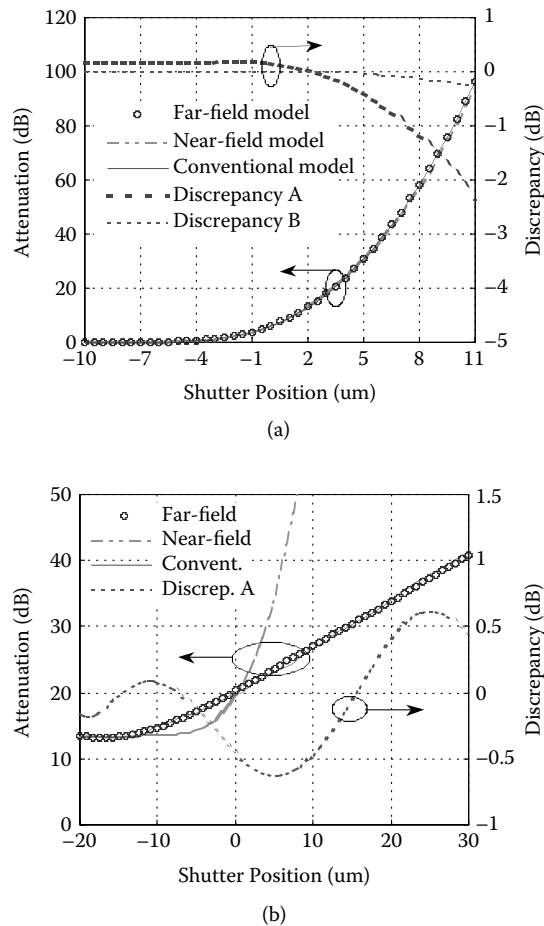 120
100
80
60
40
20
0
Attenuation (dB)
Far-field model
Near-field model
Conventional model
Discrepancy A
Discrepancy B
1
0
−1
−2
−3
−4
−5
Discrepancy (dB)
−10 −7 −4 −1 2 5 8 11
Shutter Position (um)
(a)
50
40
30
20
10
0
Attenuation (dB)
Far-field
Near-field
Convent.
Discrep. A
1.5
1
0.5
0
−0.5
−1
Discrepancy (dB)
−20 −10 0 10 20 30
Shutter Position (um)
(b)